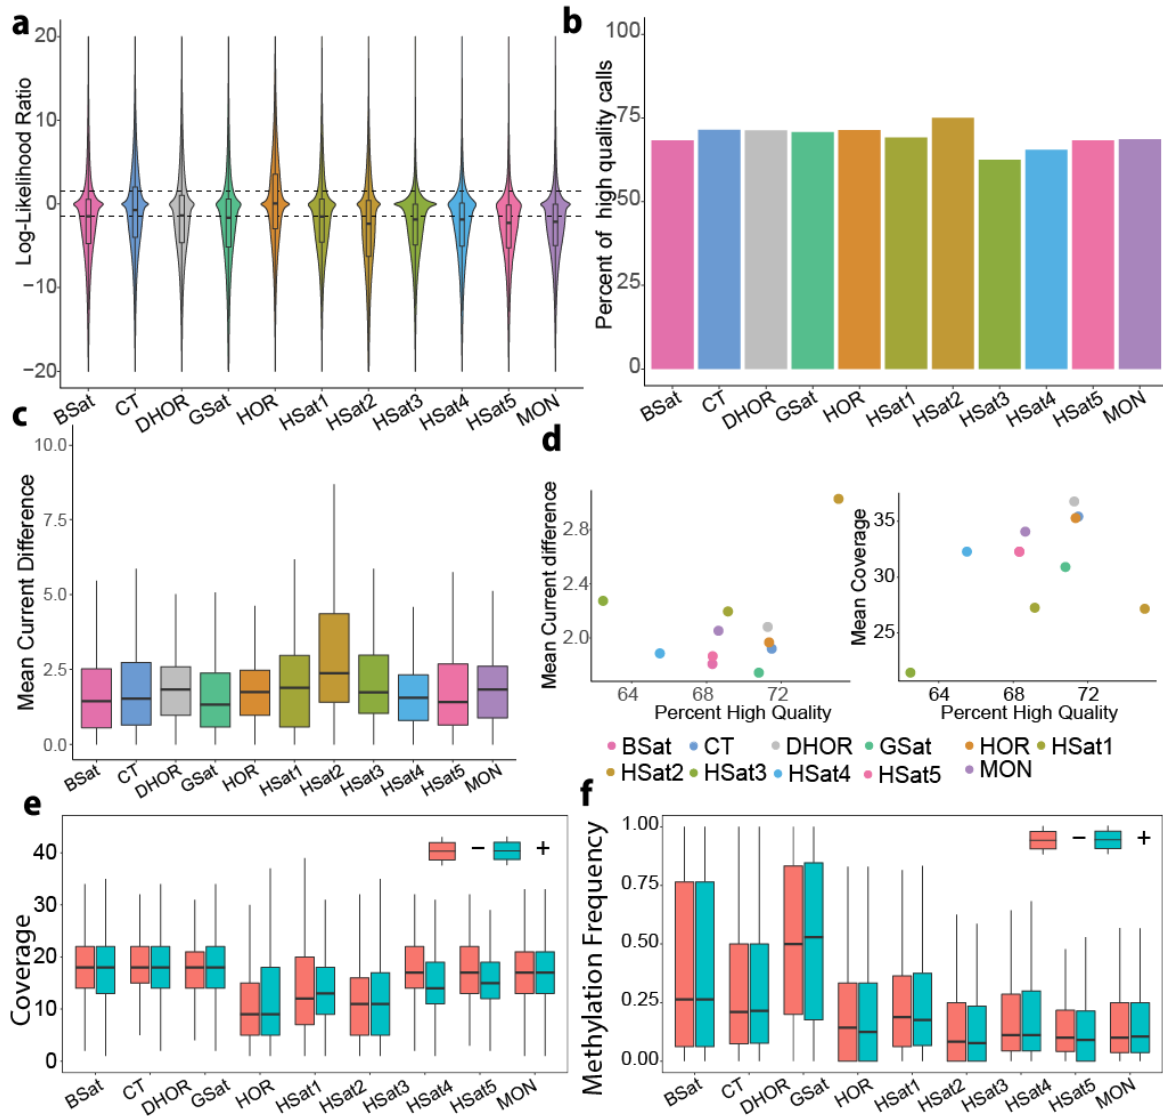 a
20
10
0
−10
−20
Log-Likelihood Ratio
BSat CT DHOR GSat HOR HSat1 HSat2 HSat3 HSat4 HSat5 MON
b
100
75
50
25
0
Percent of high quality calls
BSat CT DHOR GSat HOR HSat1 HSat2 HSat3 HSat4 HSat5 MON
c
10.0
7.5
5.0
2.5
0.0
Mean Current Difference
BSat CT DHOR GSat HOR HSat1 HSat2 HSat3 HSat4 HSat5 MON
d
Mean Current difference
2.8
2.4
2.0
64 68 72
Percent High Quality
Mean Coverage
35
30
25
64 68 72
Percent High Quality
BSat CT DHOR GSat HOR HSat1
HSat2 HSat3 HSat4 HSat5 MON
e
40
30
20
10
0
Coverage
− +
BSat CT DHOR GSat HOR HSat1 HSat2 HSat3 HSat4 HSat5 MON
f
1.00
0.75
0.50
0.25
0.00
Methylation Frequency
− +
BSat CT DHOR GSat HOR HSat1 HSat2 HSat3 HSat4 HSat5 MON